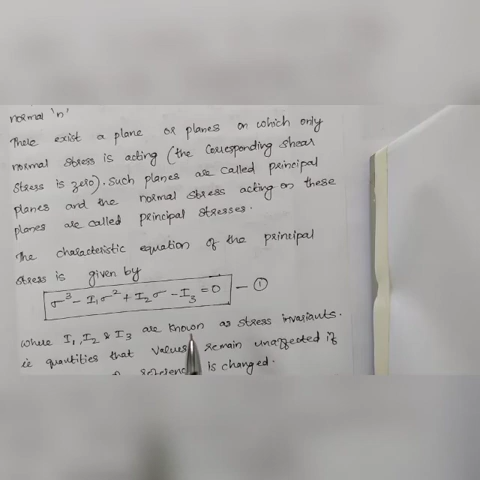 normal 'n'
There exist a plane or planes on which only
normal stress is acting (the corresponding shear
stress is zero). Such planes are called principal
planes and the normal stress acting on these
planes are called principal stresses.
The characteristic equation of the principal
stress is given by
σ³ - I₁σ² + I₂σ - I₃ = 0 — ①
where I₁, I₂ & I₃ are known as stress invariants.
ie quantities that values remain unaffected if
is changed.